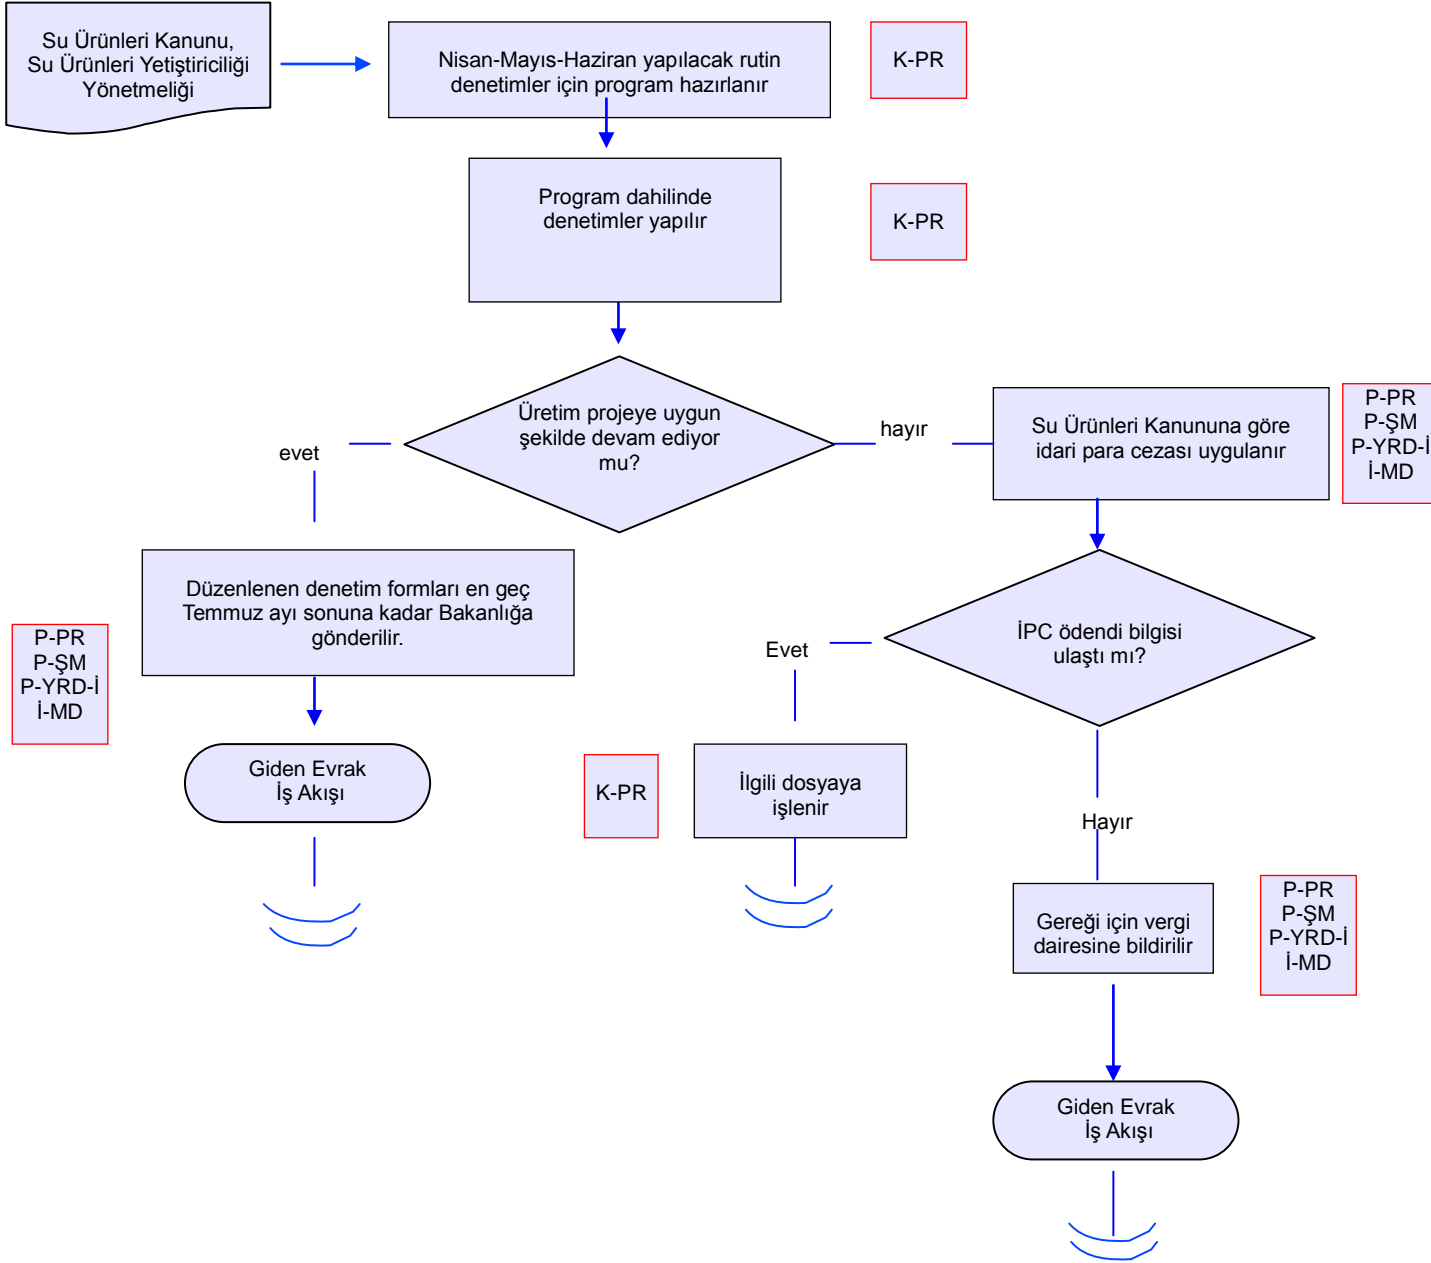 Su Ürünleri Kanunu,
Su Ürünleri Yetiştiriciliği
Yönetmeliği
Nisan-Mayıs-Haziran yapılacak rutin
denetimler için program hazırlanır
K-PR
Program dahilinde
denetimler yapılır
K-PR
Üretim projeye uygun
şekilde devam ediyor
mu?
evet
hayır
Su Ürünleri Kanununa göre
idari para cezası uygulanır
P-PR
P-ŞM
P-YRD-İ
İ-MD
Düzenlenen denetim formları en geç
Temmuz ayı sonuna kadar Bakanlığa
gönderilir.
P-PR
P-ŞM
P-YRD-İ
İ-MD
İPC ödendi bilgisi
ulaştı mı?
Evet
Giden Evrak
İş Akışı
K-PR
İlgili dosyaya
işlenir
Hayır
Gereği için vergi
dairesine bildirilir
P-PR
P-ŞM
P-YRD-İ
İ-MD
Giden Evrak
İş Akışı